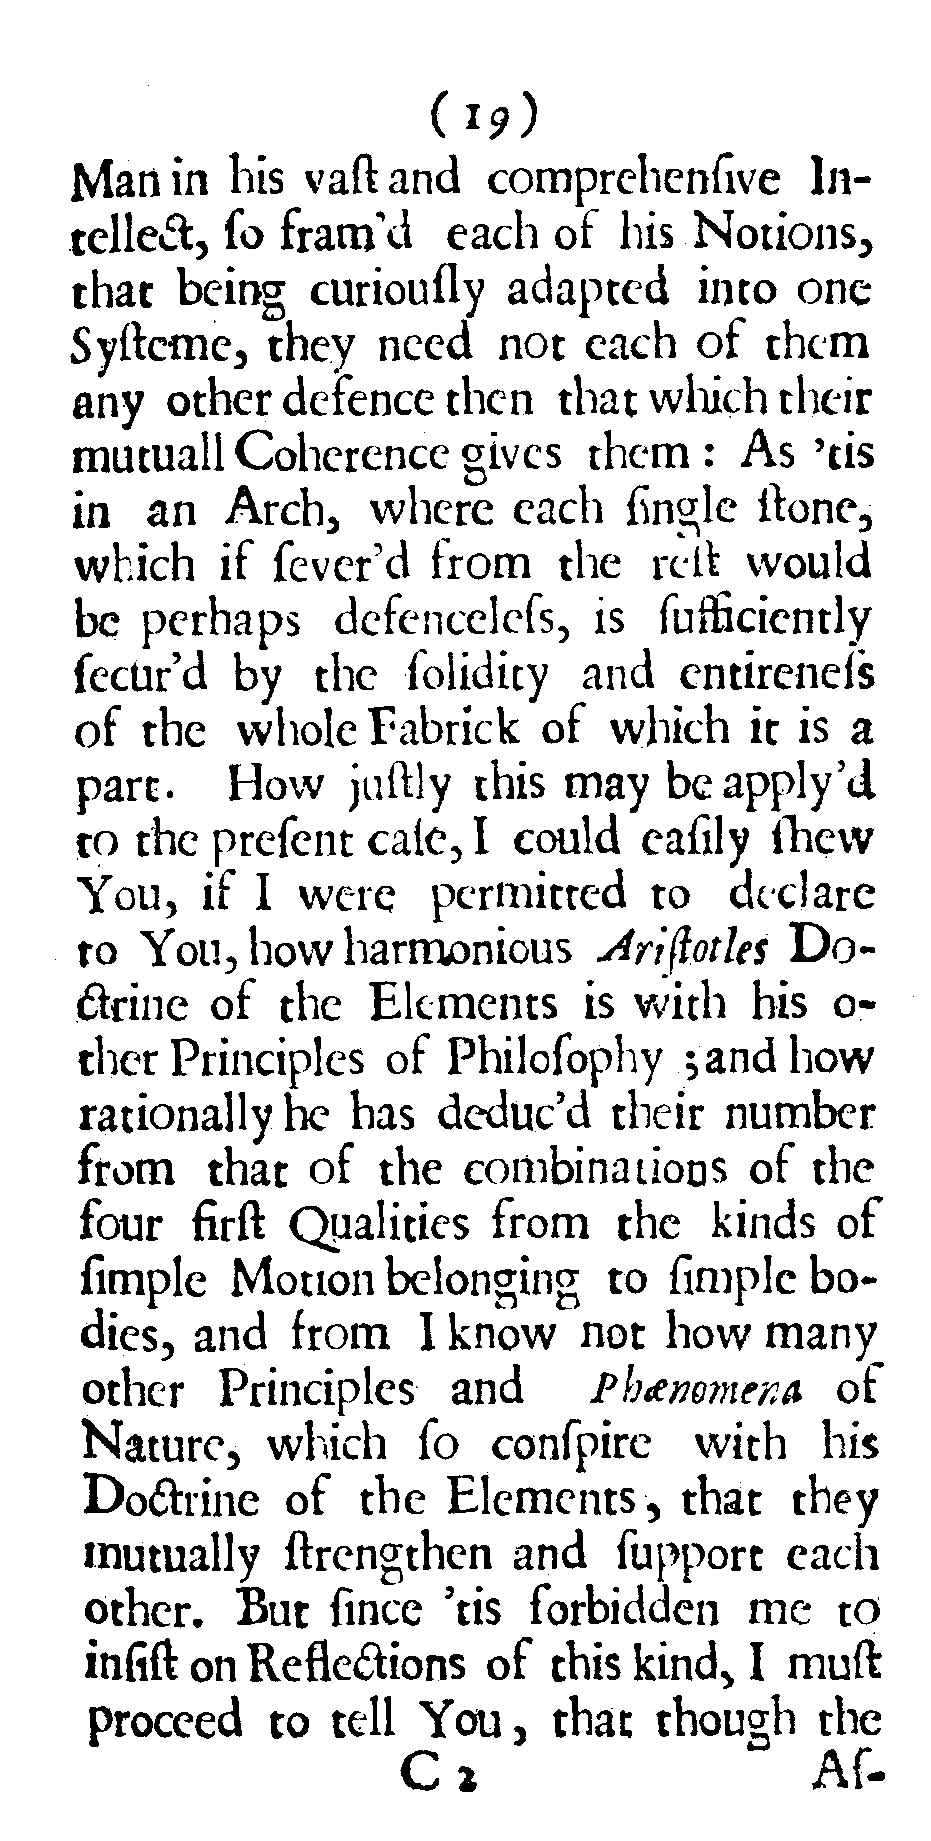 (19)
Man in his vaſt and comprehenſive In-
tellect, ſo fram'd each of his Notions,
that being curiouſly adapted into one
Syſteme, they need not each of them
any other defence then that which their
mutuall Coherence gives them: As 'tis
in an Arch, where each ſingle ſtone,
which if ſever'd from the reſt would
be perhaps defenceleſs, is ſufficiently
ſecur'd by the ſolidity and entireneſs
of the whole Fabrick of which it is a
part. How juſtly this may be apply'd
to the preſent caſe, I could eaſily ſhew
You, if I were permitted to declare
to You, how harmonious Ariſtotles Do-
ctrine of the Elements is with his o-
ther Principles of Philoſophy ; and how
rationally he has deduc'd their number
from that of the combinations of the
four firſt Qualities from the kinds of
ſimple Motion belonging to ſimple bo-
dies, and from I know not how many
other Principles and Phænomena of
Nature, which ſo conſpire with his
Doctrine of the Elements, that they
mutually ſtrengthen and ſupport each
other. But ſince 'tis forbidden me to
inſiſt on Reflections of this kind, I muſt
proceed to tell You, that though the
C 2 Aſ-